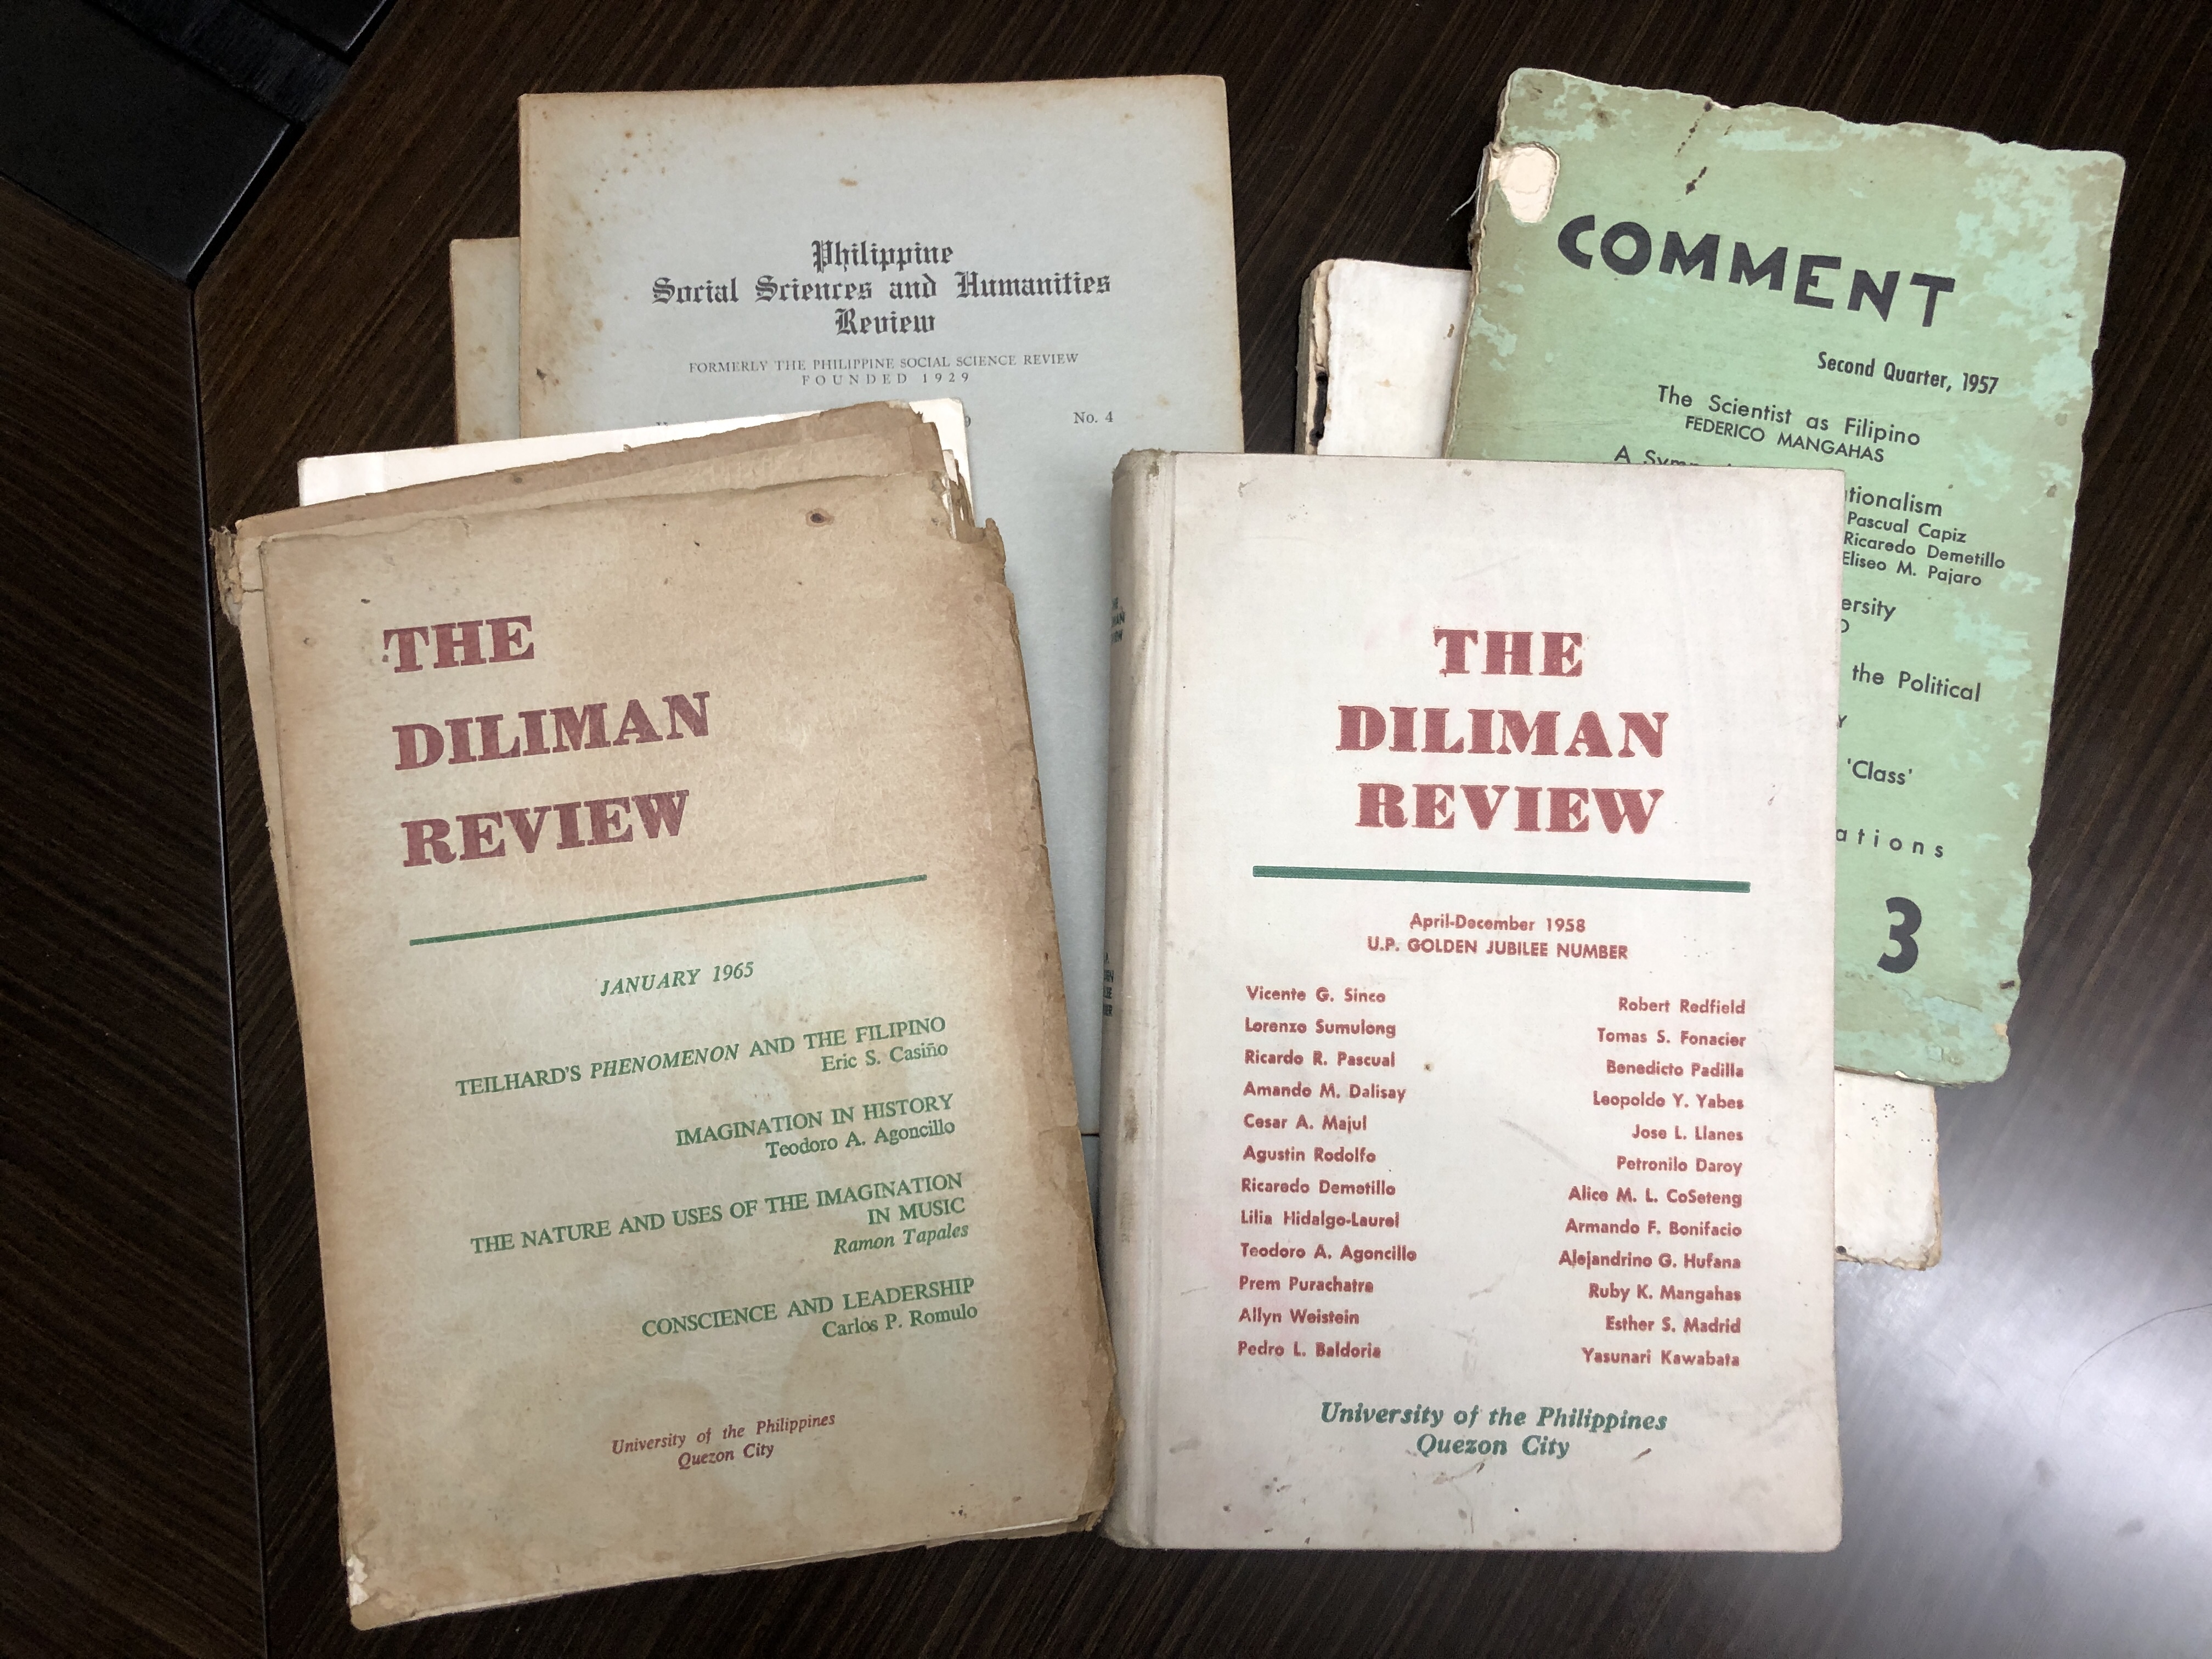 Philippine
Social Sciences and Humanities
Review
FORMERLY THE PHILIPPINE SOCIAL SCIENCE REVIEW
FOUNDED 1929
No. 4
COMMENT
Second Quarter, 1957
The Scientist as Filipino
FEDERICO MANGAHAS
A
Pascual Capiz
Ricaredo Demetillo
Eliseo M. Pajaro
the Political
'Class'
3
THE
DILIMAN
REVIEW
JANUARY 1965
TEILHARD'S PHENOMENON AND THE FILIPINO
Eric S. Casiño
IMAGINATION IN HISTORY
Teodoro A. Agoncillo
THE NATURE AND USES OF THE IMAGINATION
IN MUSIC
Ramon Tapales
CONSCIENCE AND LEADERSHIP
Carlos P. Romulo
University of the Philippines
Quezon City
THE
DILIMAN
REVIEW
April-December 1958
U.P. GOLDEN JUBILEE NUMBER
Vicente G. Sinco
Lorenzo Sumulong
Ricardo R. Pascual
Amando M. Dalisay
Cesar A. Majul
Agustin Rodolfo
Ricaredo Demetillo
Lilia Hidalgo-Laurel
Teodoro A. Agoncillo
Prem Purachatra
Allyn Weistein
Pedro L. Baldoria
Robert Redfield
Tomas S. Fonacier
Benedicto Padilla
Leopoldo Y. Yabes
Jose L. Llanes
Petronilo Daroy
Alice M. L. CoSeteng
Armando F. Bonifacio
Alejandrino G. Hufana
Ruby K. Mangahas
Esther S. Madrid
Yasunari Kawabata
University of the Philippines
Quezon City